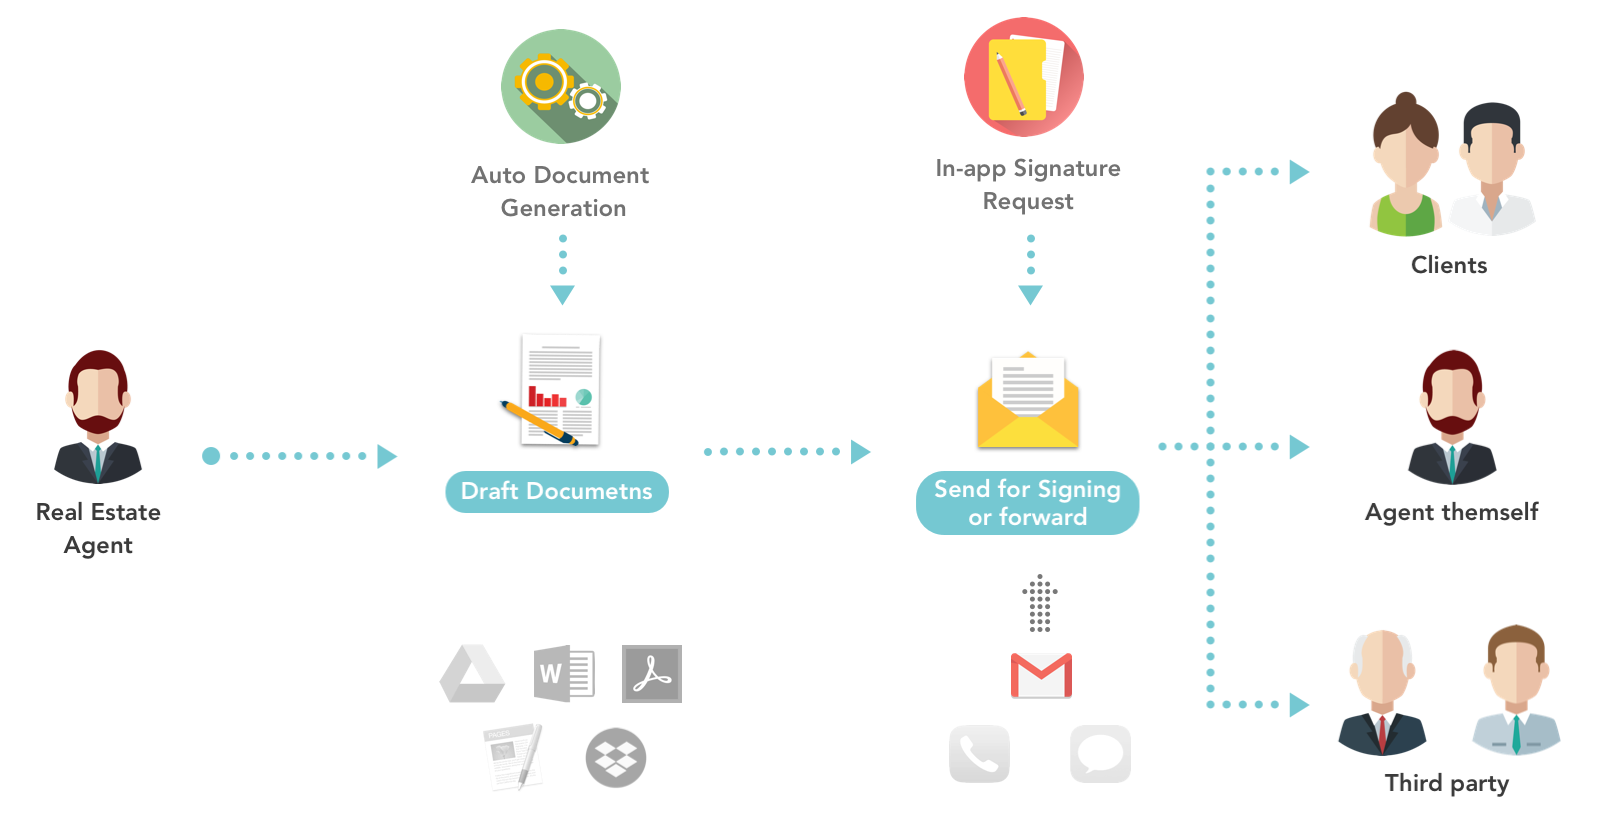 Auto Document
Generation
In-app Signature
Request
Clients
Real Estate
Agent
Draft Documetns
Send for Signing
or forward
Agent themself
W
PAGES
Third party